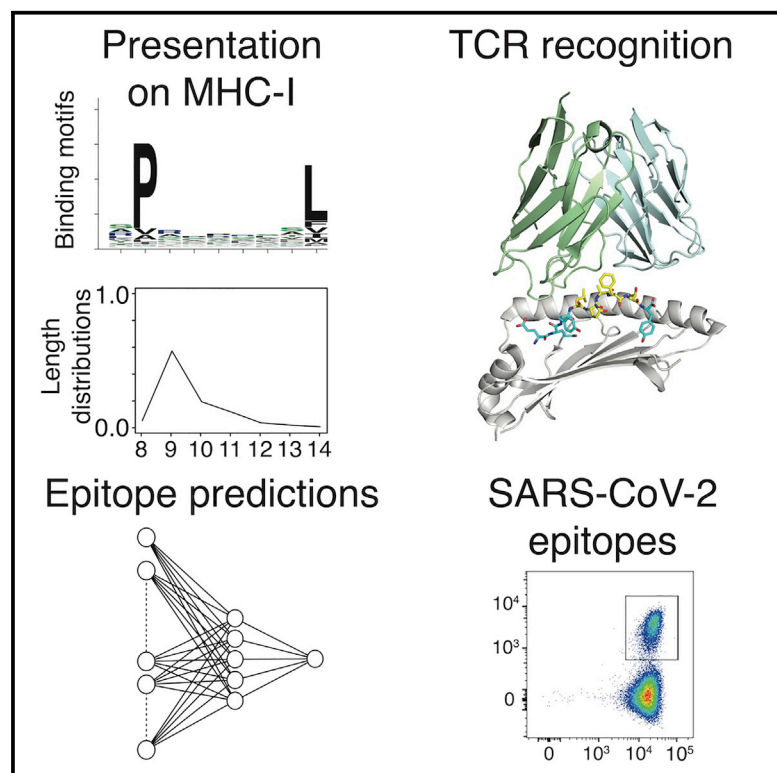 Presentation
on MHC-I
Binding motifs
P
L
Length
distributions
1.0
0.0
8 9 10 11 12 13 14
TCR recognition
Epitope predictions
SARS-CoV-2
epitopes
10⁴
10³
0
0 10³ 10⁴ 10⁵